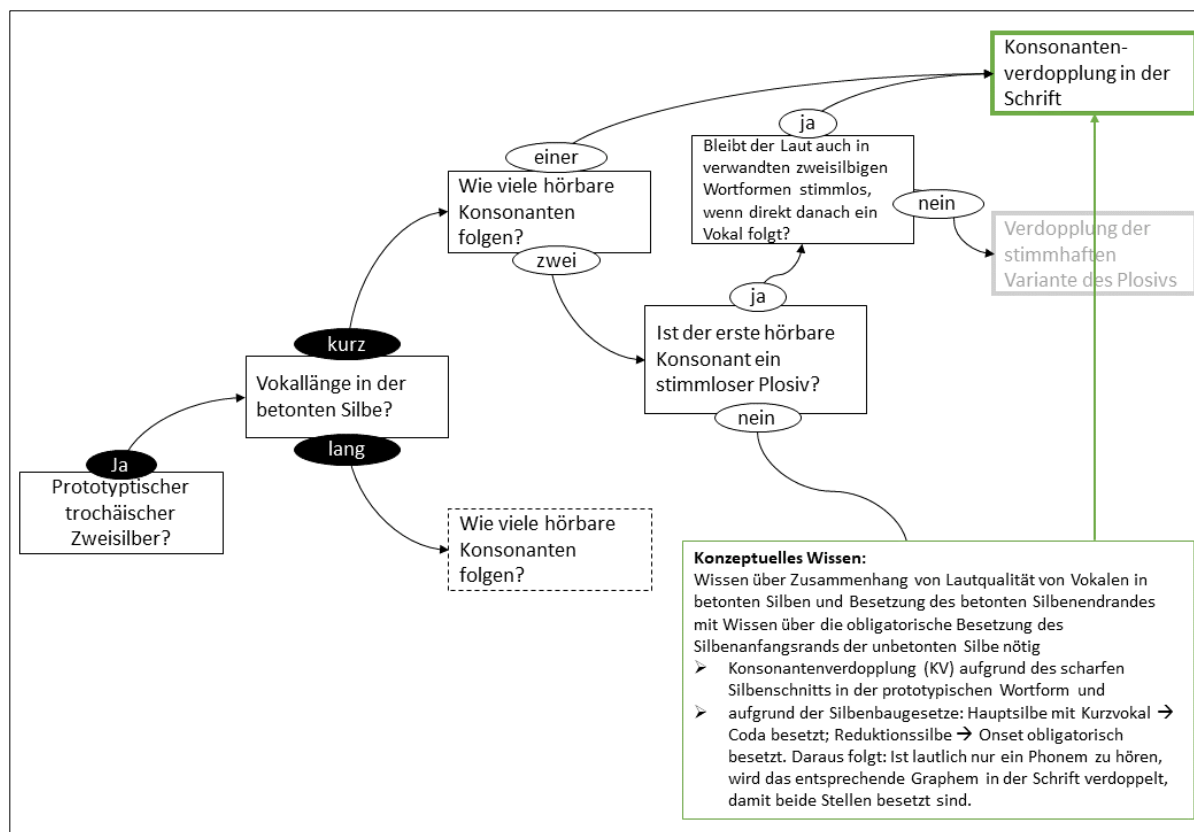 Konsonanten-
verdopplung in der
Schrift
ja
Bleibt der Laut auch in
verwandten zweisilbigen
Wortformen stimmlos,
wenn direkt danach ein
Vokal folgt?
nein
Verdopplung der
stimmhaften
Variante des Plosivs
einer
Wie viele hörbare
Konsonanten
folgen?
zwei
ja
Ist der erste hörbare
Konsonant ein
stimmloser Plosiv?
nein
kurz
Vokallänge in der
betonten Silbe?
lang
Ja
Prototyptischer
trochäischer
Zweisilber?
Wie viele hörbare
Konsonanten
folgen?
Konzeptuelles Wissen:
Wissen über Zusammenhang von Lautqualität von Vokalen in
betonten Silben und Besetzung des betonten Silbenendrandes
mit Wissen über die obligatorische Besetzung des
Silbenanfangsrands der unbetonten Silbe nötig
➢ Konsonantenverdopplung (KV) aufgrund des scharfen
Silbenschnitts in der prototypischen Wortform und
➢ aufgrund der Silbenbaugesetze: Hauptsilbe mit Kurzvokal →
Coda besetzt; Reduktionssilbe → Onset obligatorisch
besetzt. Daraus folgt: Ist lautlich nur ein Phonem zu hören,
wird das entsprechende Graphem in der Schrift verdoppelt,
damit beide Stellen besetzt sind.